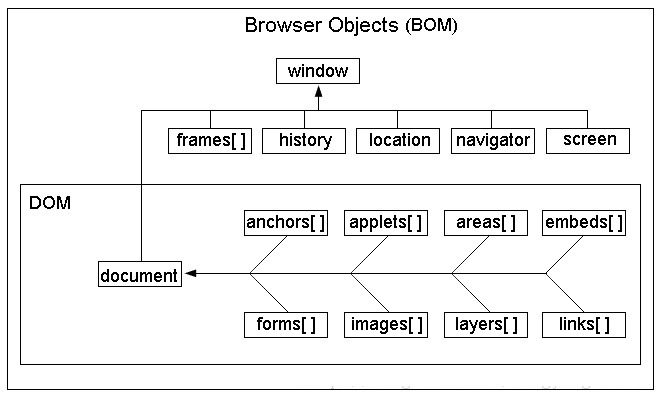 Browser Objects (BOM)
window
frames[ ] history location navigator screen
DOM
anchors[ ] applets[ ] areas[ ] embeds[ ]
document
forms[ ] images[ ] layers[ ] links[ ]